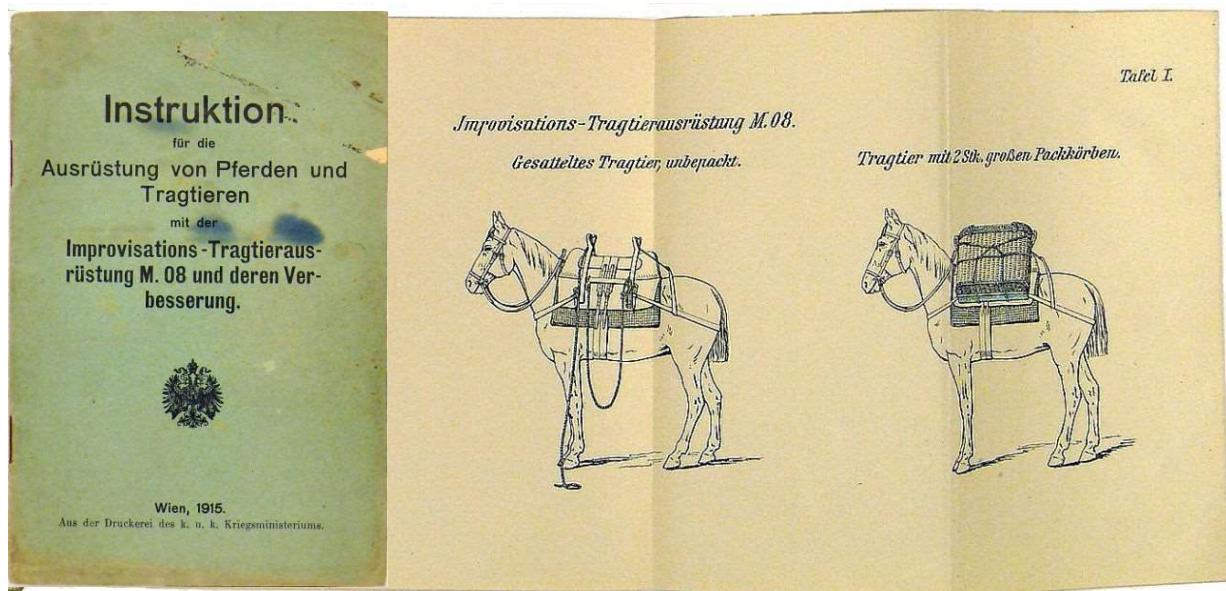 Instruktion
für die
Ausrüstung von Pferden und
Tragtieren
mit der
Improvisations-Tragtieraus-
rüstung M. 08 und deren Ver-
besserung.
Wien, 1915.
Aus der Druckerei des k. u. k. Kriegsministeriums.
Tafel I.
Improvisations-Tragtierausrüstung M. 08.
Gesatteltes Tragtier, unbepackt.
Tragtier mit 2 Stk. großen Packkörben.